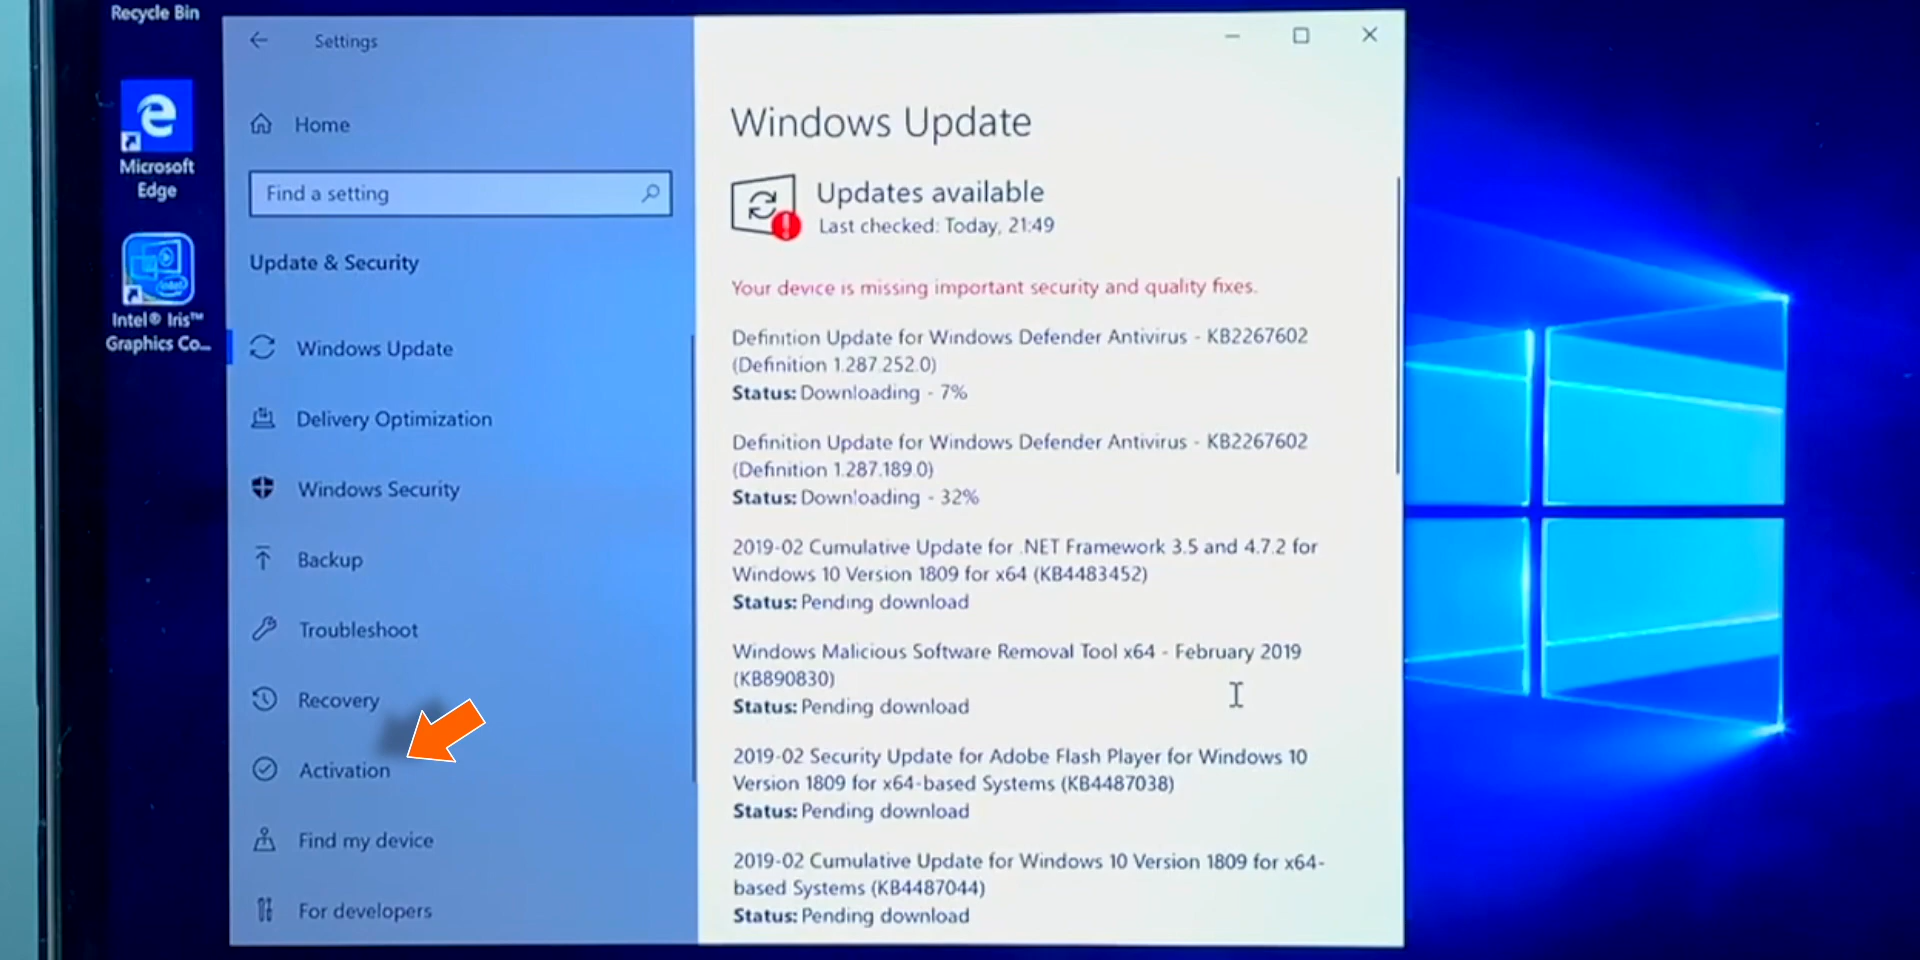 Recycle Bin
Microsoft
Edge
Intel® Iris™
Graphics Co...
Settings
Home
Find a setting
Update & Security
Windows Update
Delivery Optimization
Windows Security
Backup
Troubleshoot
Recovery
Activation
Find my device
For developers
Windows Update
Updates available
Last checked: Today, 21:49
Your device is missing important security and quality fixes.
Definition Update for Windows Defender Antivirus - KB2267602
(Definition 1.287.252.0)
Status: Downloading - 7%
Definition Update for Windows Defender Antivirus - KB2267602
(Definition 1.287.189.0)
Status: Downloading - 32%
2019-02 Cumulative Update for .NET Framework 3.5 and 4.7.2 for
Windows 10 Version 1809 for x64 (KB4483452)
Status: Pending download
Windows Malicious Software Removal Tool x64 - February 2019
(KB890830)
Status: Pending download
2019-02 Security Update for Adobe Flash Player for Windows 10
Version 1809 for x64-based Systems (KB4487038)
Status: Pending download
2019-02 Cumulative Update for Windows 10 Version 1809 for x64-
based Systems (KB4487044)
Status: Pending download